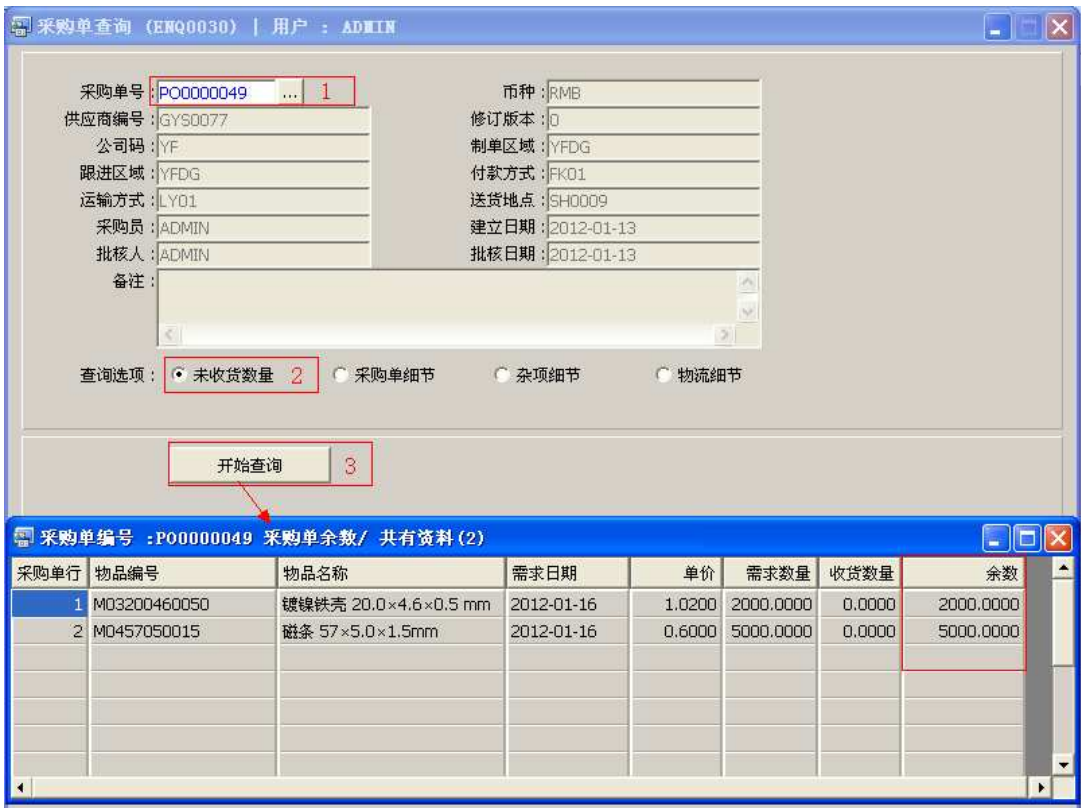 采购单查询 (ENQ0030) | 用户 : ADMIN
采购单号 : PO0000049 ... 1 币种 : RMB
供应商编号 : GYS0077 修订版本 : 0
公司码 : YF 制单区域 : YFDG
跟进区域 : YFDG 付款方式 : FK01
运输方式 : LY01 送货地点 : SH0009
采购员 : ADMIN 建立日期 : 2012-01-13
批核人 : ADMIN 批核日期 : 2012-01-13
备注 :
查询选项 : 未收货数量 2 采购单细节 杂项细节 物流细节
开始查询 3
采购单编号 :PO0000049 采购单余数/ 共有资料(2)
采购单行 物品编号 物品名称 需求日期 单价 需求数量 收货数量 余数
1 M03200460050 镀镍铁壳 20.0×4.6×0.5 mm 2012-01-16 1.0200 2000.0000 0.0000 2000.0000
2 M0457050015 磁条 57×5.0×1.5mm 2012-01-16 0.6000 5000.0000 0.0000 5000.0000